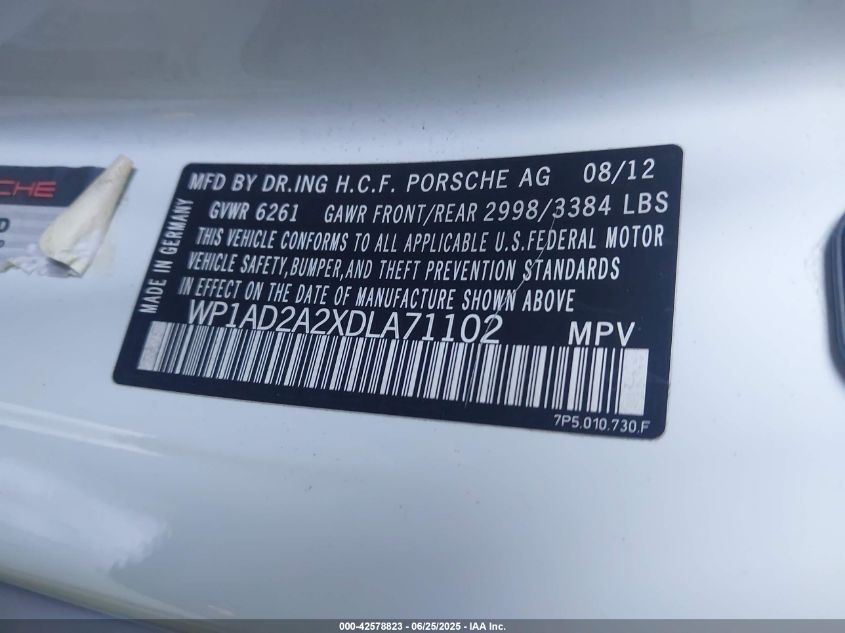 MFD BY DR.ING H.C.F. PORSCHE AG 08/12
GVWR 6261 GAWR FRONT/REAR 2998/3384 LBS
THIS VEHICLE CONFORMS TO ALL APPLICABLE U.S.FEDERAL MOTOR
VEHICLE SAFETY,BUMPER,AND THEFT PREVENTION STANDARDS
IN EFFECT ON THE DATE OF MANUFACTURE SHOWN ABOVE
MADE IN GERMANY
WP1AD2A2XDLA71102 MPV
7P5.010.730.F
000-42578823 / 06/25/2025 - IAA Inc.